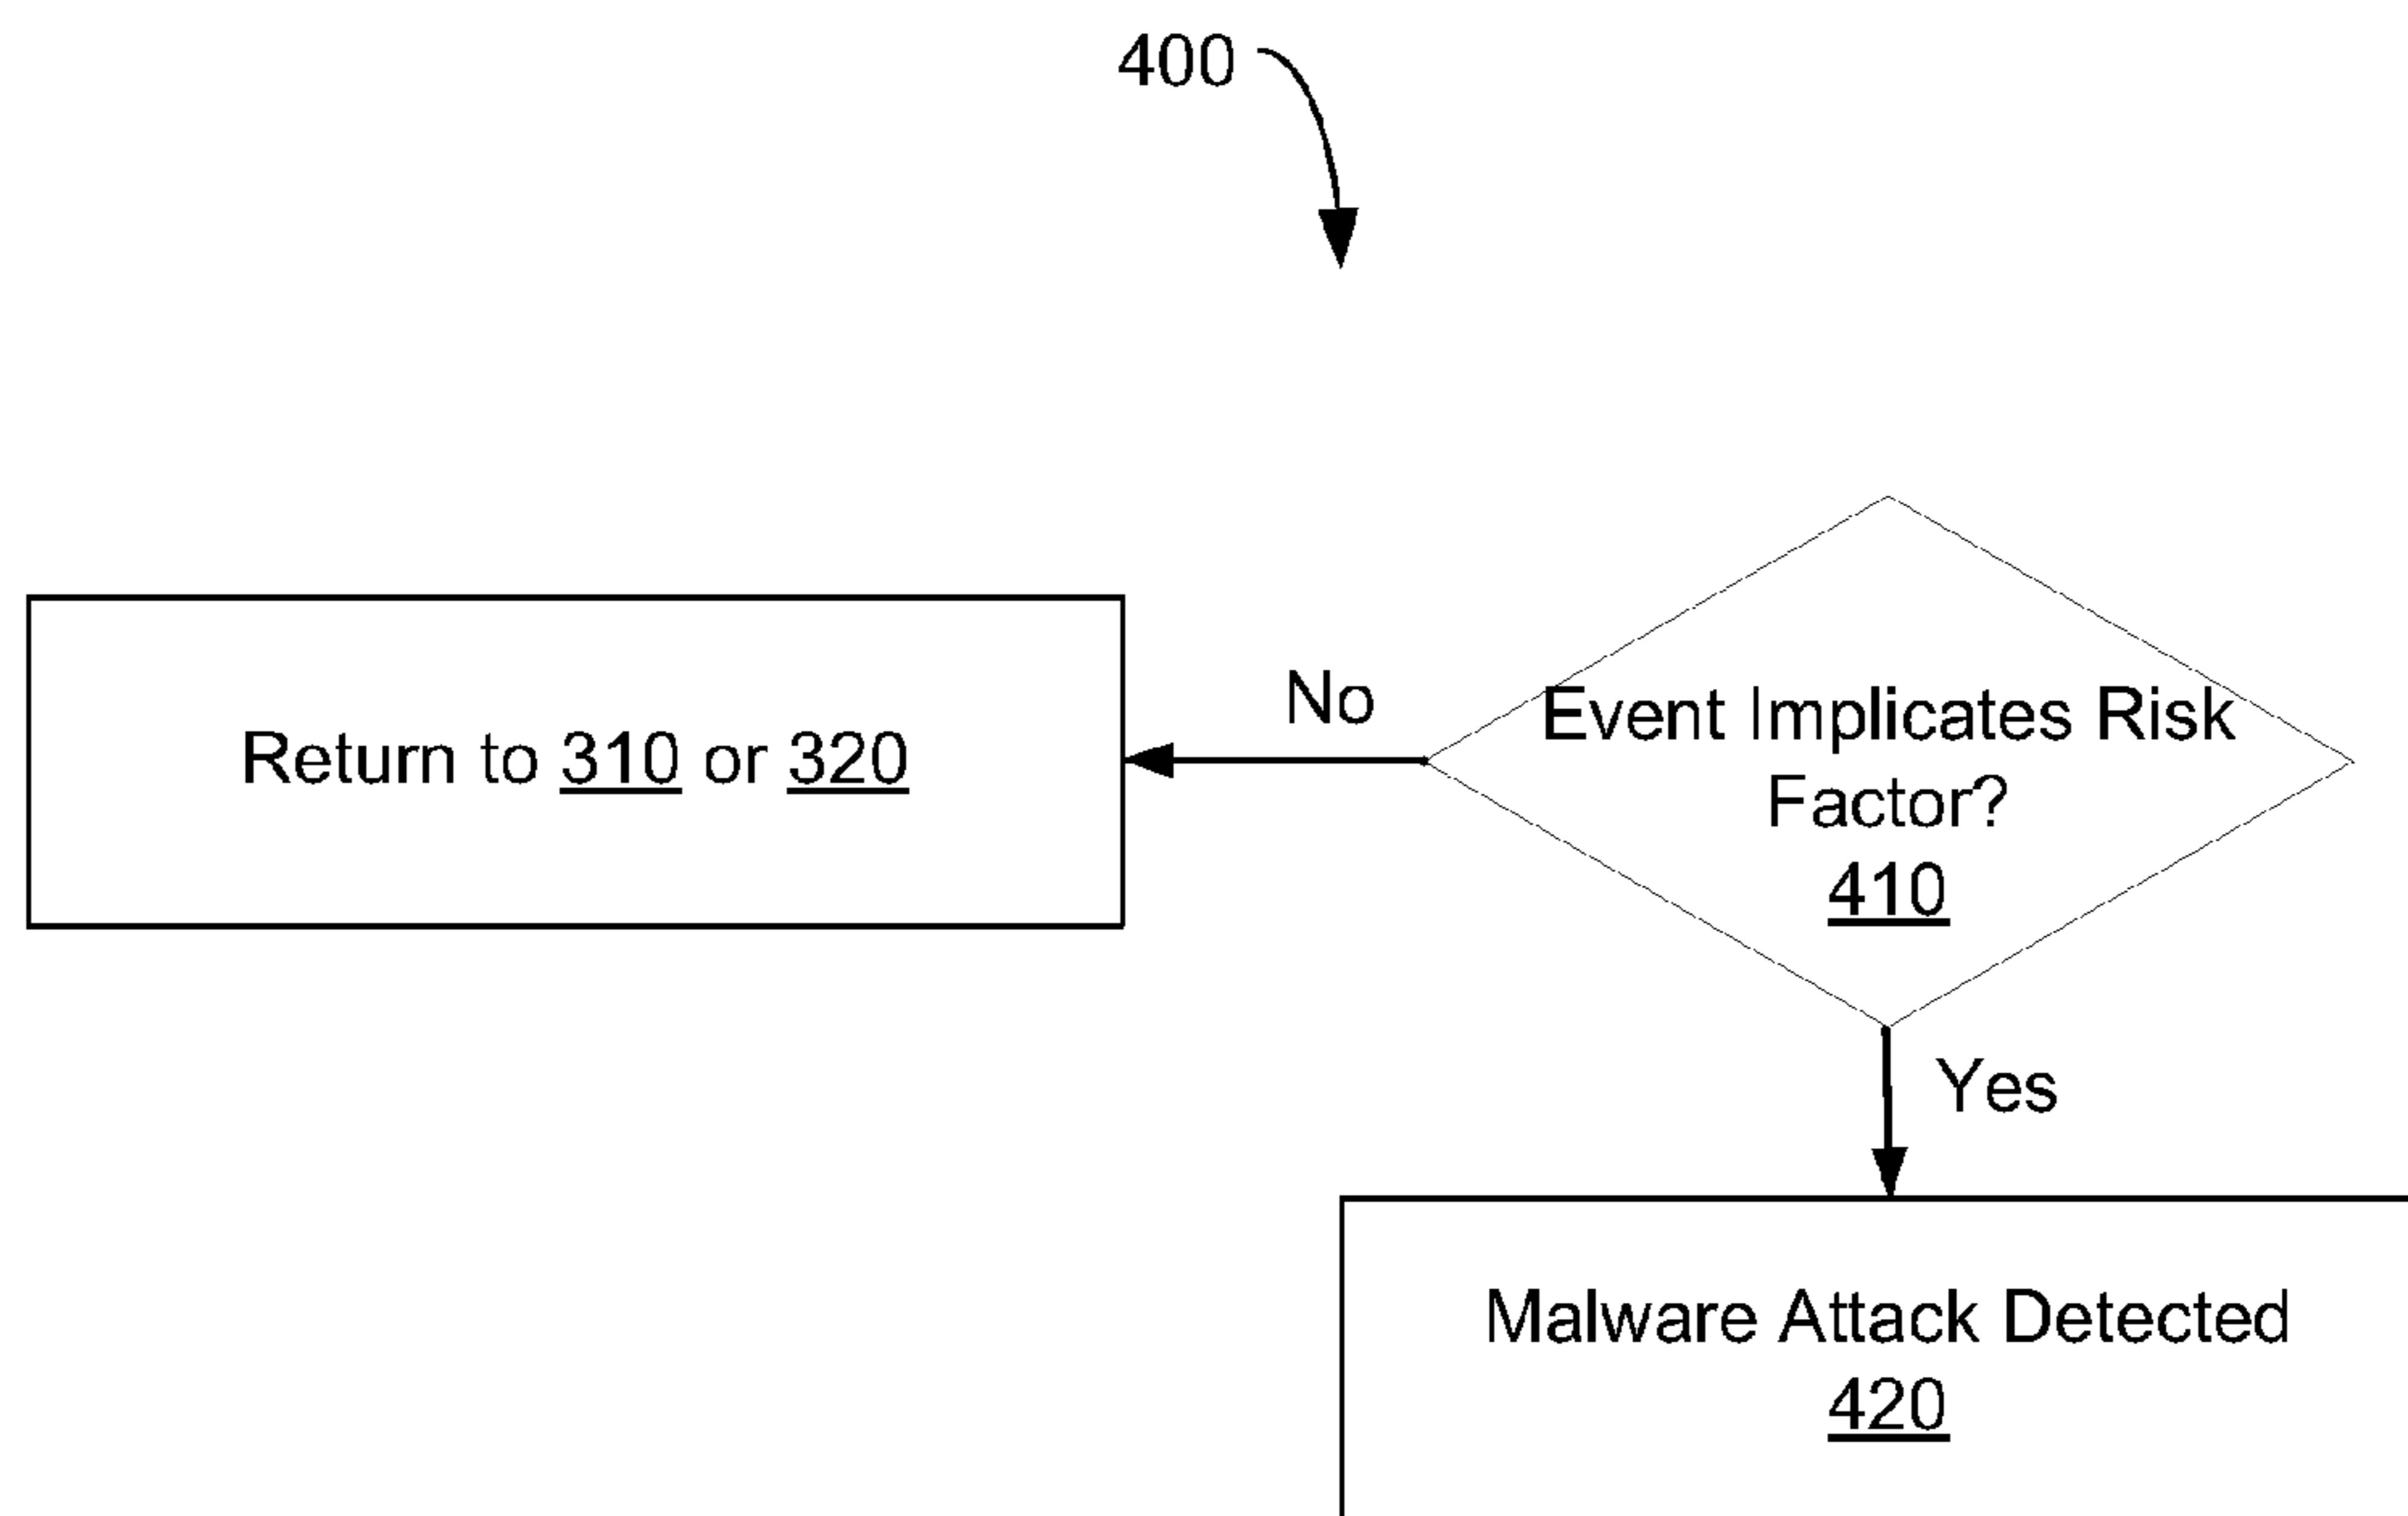 400
Event Implicates Risk
Factor?
410
No
Return to 310 or 320
Yes
Malware Attack Detected
420